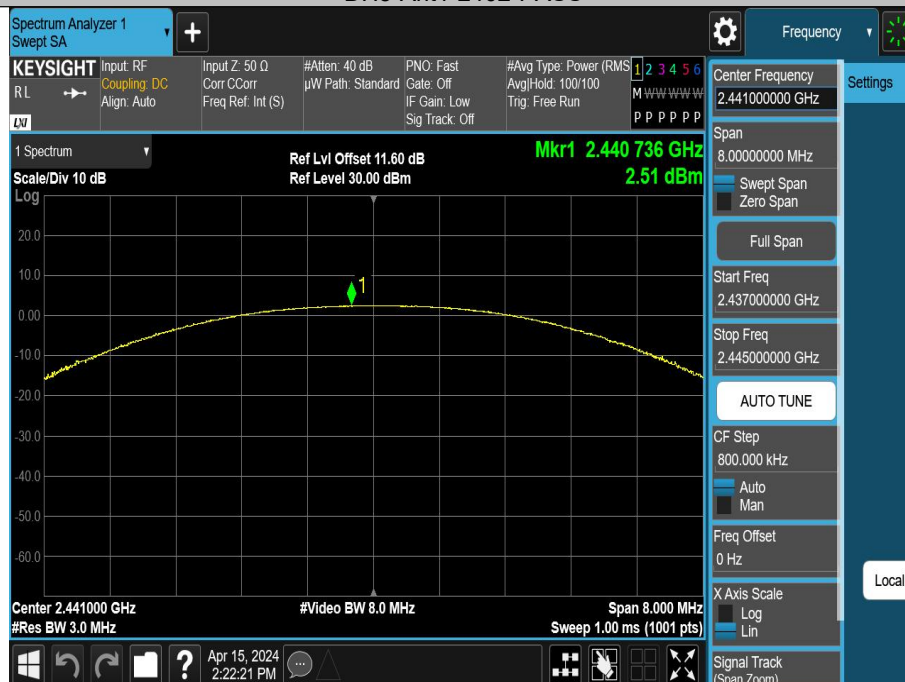 Spectrum Analyzer 1
Swept SA
+
Frequency
KEYSIGHT
RL
LXI
Input: RF
Coupling: DC
Align: Auto
Input Z: 50 Ω
Corr CCorr
Freq Ref: Int (S)
#Atten: 40 dB
µW Path: Standard
PNO: Fast
Gate: Off
IF Gain: Low
Sig Track: Off
#Avg Type: Power (RMS
Avg|Hold: 100/100
Trig: Free Run
1 2 3 4 5 6
M W W W W W
P P P P P P
1 Spectrum
Scale/Div 10 dB
Log
Ref Lvl Offset 11.60 dB
Ref Level 30.00 dBm
Mkr1 2.440 736 GHz
2.51 dBm
20.0
10.0
0.00
-10.0
-20.0
-30.0
-40.0
-50.0
-60.0
1
Center 2.441000 GHz
#Res BW 3.0 MHz
#Video BW 8.0 MHz
Span 8.000 MHz
Sweep 1.00 ms (1001 pts)
Center Frequency
2.441000000 GHz
Span
8.00000000 MHz
Swept Span
Zero Span
Full Span
Start Freq
2.437000000 GHz
Stop Freq
2.445000000 GHz
AUTO TUNE
CF Step
800.000 kHz
Auto
Man
Freq Offset
0 Hz
X Axis Scale
Log
Lin
Signal Track
(Span Zoom)
Settings
Local
?
Apr 15, 2024
2:22:21 PM